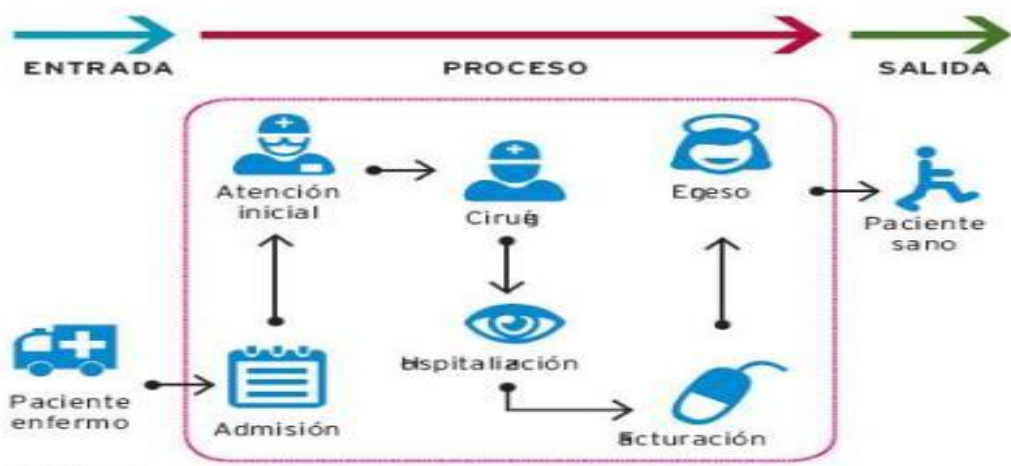 ENTRADA
PROCESO
SALIDA
Atención
inicial
Paciente
sano
Paciente
enfermo
Admisión